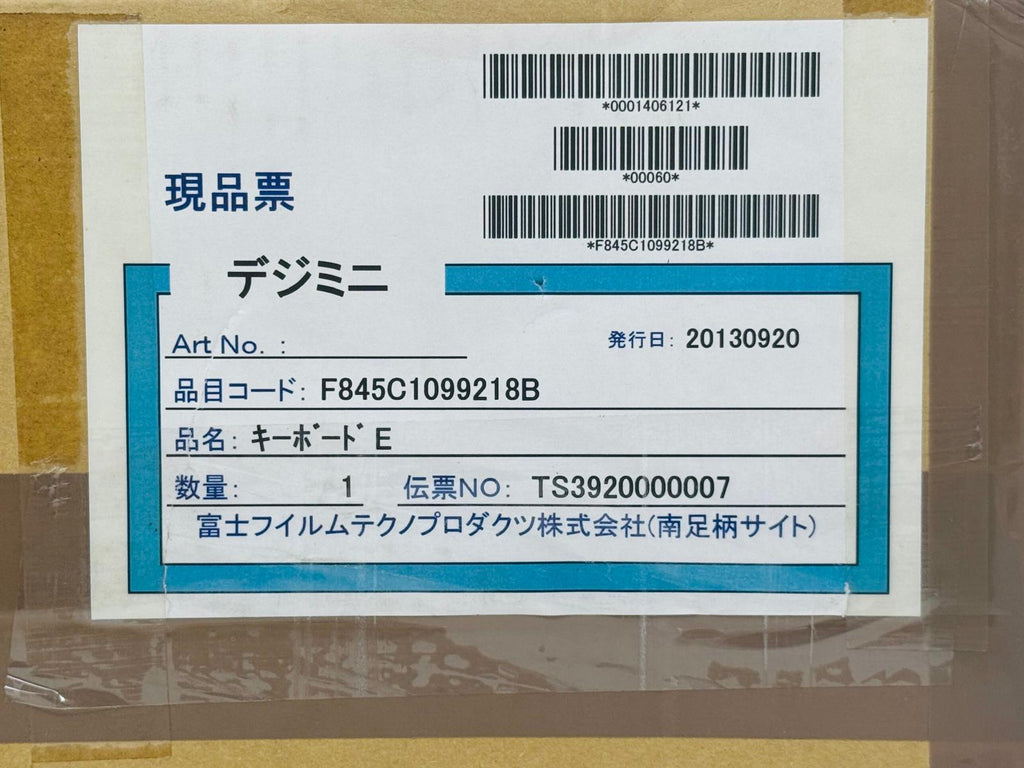 *0001406121*
*00060*
現品票
*F845C1099218B*
デジミニ
Art No. :
発行日: 20130920
品目コード: F845C1099218B
品名: キーボード E
数量: 1 伝票NO: TS3920000007
富士フイルムテクノプロダクツ株式会社(南足柄サイト)